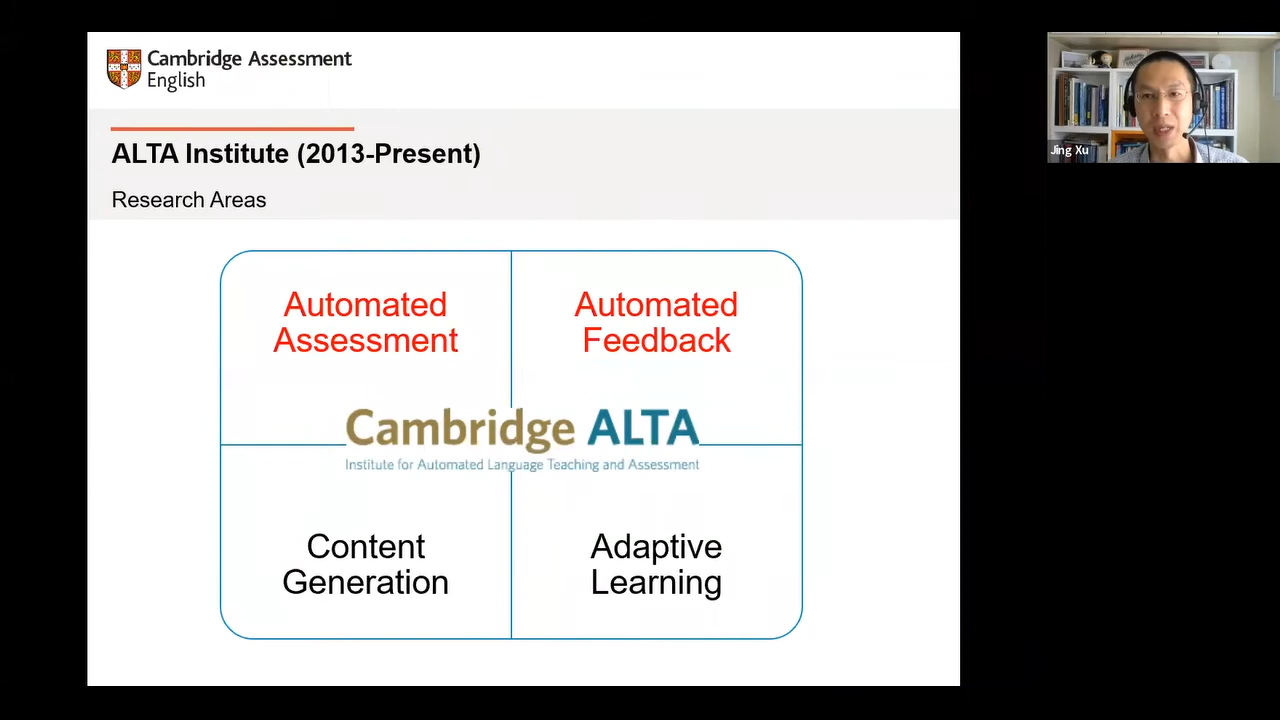 Cambridge Assessment
English
ALTA Institute (2013-Present)
Research Areas
Automated
Assessment
Automated
Feedback
Cambridge ALTA
Institute for Automated Language Teaching and Assessment
Content
Generation
Adaptive
Learning
Jing Xu